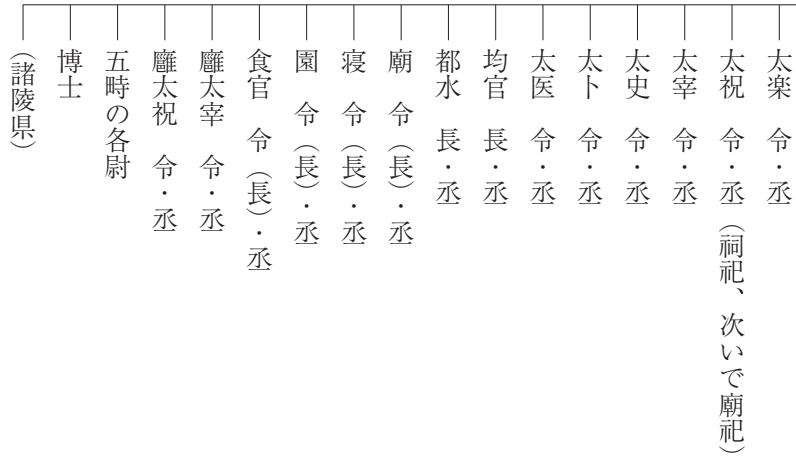 太楽　令・丞
太祝　令・丞（祠祀、次いで廟祀）
太宰　令・丞
太史　令・丞
太卜　令・丞
太医　令・丞
均官　長・丞
都水　長・丞
廟　令（長）・丞
寝　令（長）・丞
園　令（長）・丞
食官　令（長）・丞
廱太宰　令・丞
廱太祝　令・丞
五時の各尉
博士
（諸陵県）